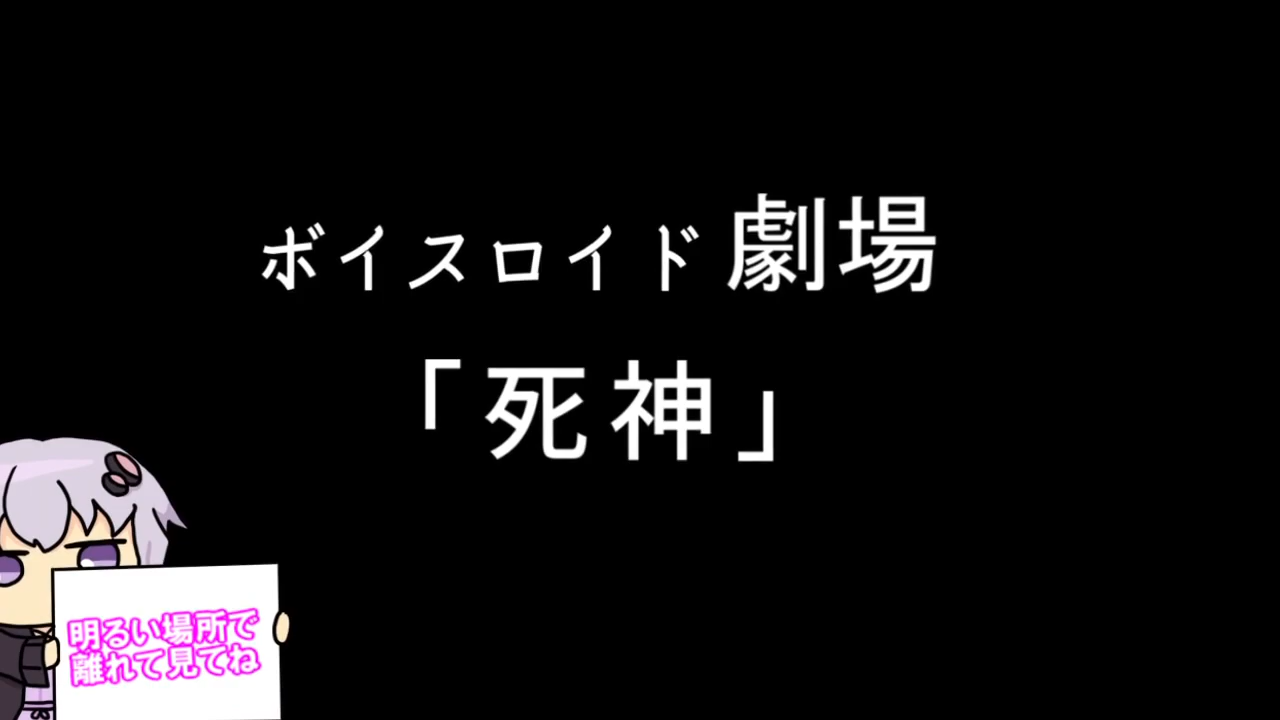 ボイスロイド劇場
「死神」
明るい場所で
離れて見てね